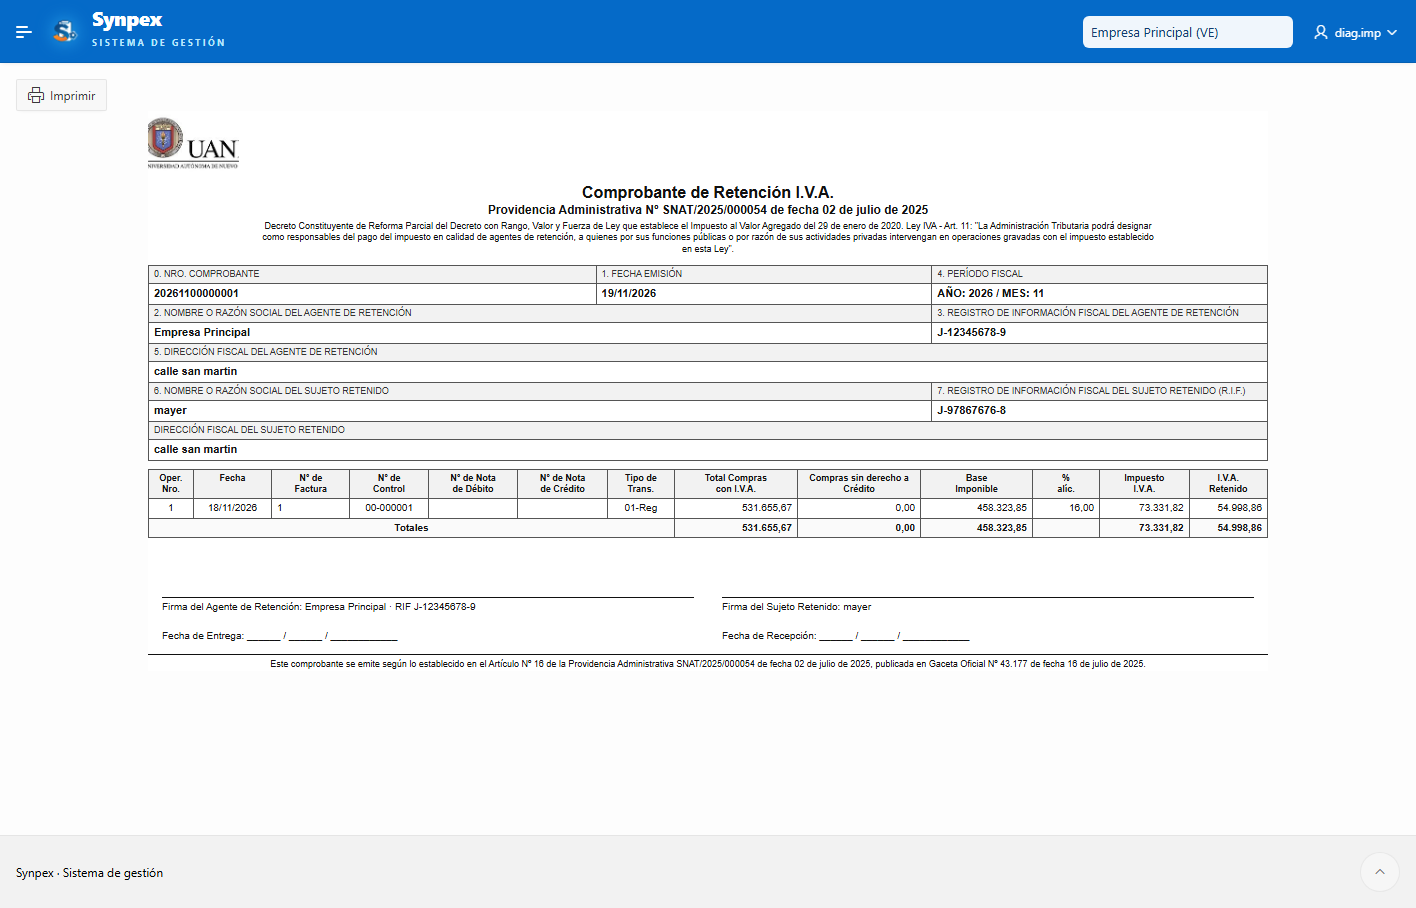 Synpex
SISTEMA DE GESTIÓN
Empresa Principal (VE)
diag.imp
Imprimir
UAN
Comprobante de Retención I.V.A.
Providencia Administrativa Nº SNAT/2025/000054 de fecha 02 de julio de 2025
Decreto Constituyente de Reforma Parcial del Decreto con Rango, Valor y Fuerza de Ley que establece el Impuesto al Valor Agregado del 29 de enero de 2020. Ley IVA - Art. 11: "La Administración Tributaria podrá designar
como responsables del pago del impuesto en calidad de agentes de retención, a quienes por sus funciones públicas o por razón de sus actividades privadas intervengan en operaciones gravadas con el impuesto establecido
en esta Ley".
0. NRO. COMPROBANTE 1. FECHA EMISIÓN 4. PERÍODO FISCAL
20261100000001 19/11/2026 AÑO: 2026 / MES: 11
2. NOMBRE O RAZÓN SOCIAL DEL AGENTE DE RETENCIÓN 3. REGISTRO DE INFORMACIÓN FISCAL DEL AGENTE DE RETENCIÓN
Empresa Principal J-12345678-9
5. DIRECCIÓN FISCAL DEL AGENTE DE RETENCIÓN
calle san martin
6. NOMBRE O RAZÓN SOCIAL DEL SUJETO RETENIDO 7. REGISTRO DE INFORMACIÓN FISCAL DEL SUJETO RETENIDO (R.I.F.)
mayer J-97867676-8
DIRECCIÓN FISCAL DEL SUJETO RETENIDO
calle san martin
Oper. Nro. Fecha Nº de Factura Nº de Control Nº de Nota de Débito Nº de Nota de Crédito Tipo de Trans. Total Compras con I.V.A. Compras sin derecho a Crédito Base Imponible % alíc. Impuesto I.V.A. I.V.A. Retenido
1 18/11/2026 1 00-000001 01-Reg 531.655,67 0,00 458.323,85 16,00 73.331,82 54.998,86
Totales 531.655,67 0,00 458.323,85 73.331,82 54.998,86
Firma del Agente de Retención: Empresa Principal · RIF J-12345678-9 Firma del Sujeto Retenido: mayer
Fecha de Entrega: ______ / ______ / ____________ Fecha de Recepción: ______ / ______ / ____________
Este comprobante se emite según lo establecido en el Artículo Nº 16 de la Providencia Administrativa SNAT/2025/000054 de fecha 02 de julio de 2025, publicada en Gaceta Oficial Nº 43.177 de fecha 16 de julio de 2025.
Synpex · Sistema de gestión